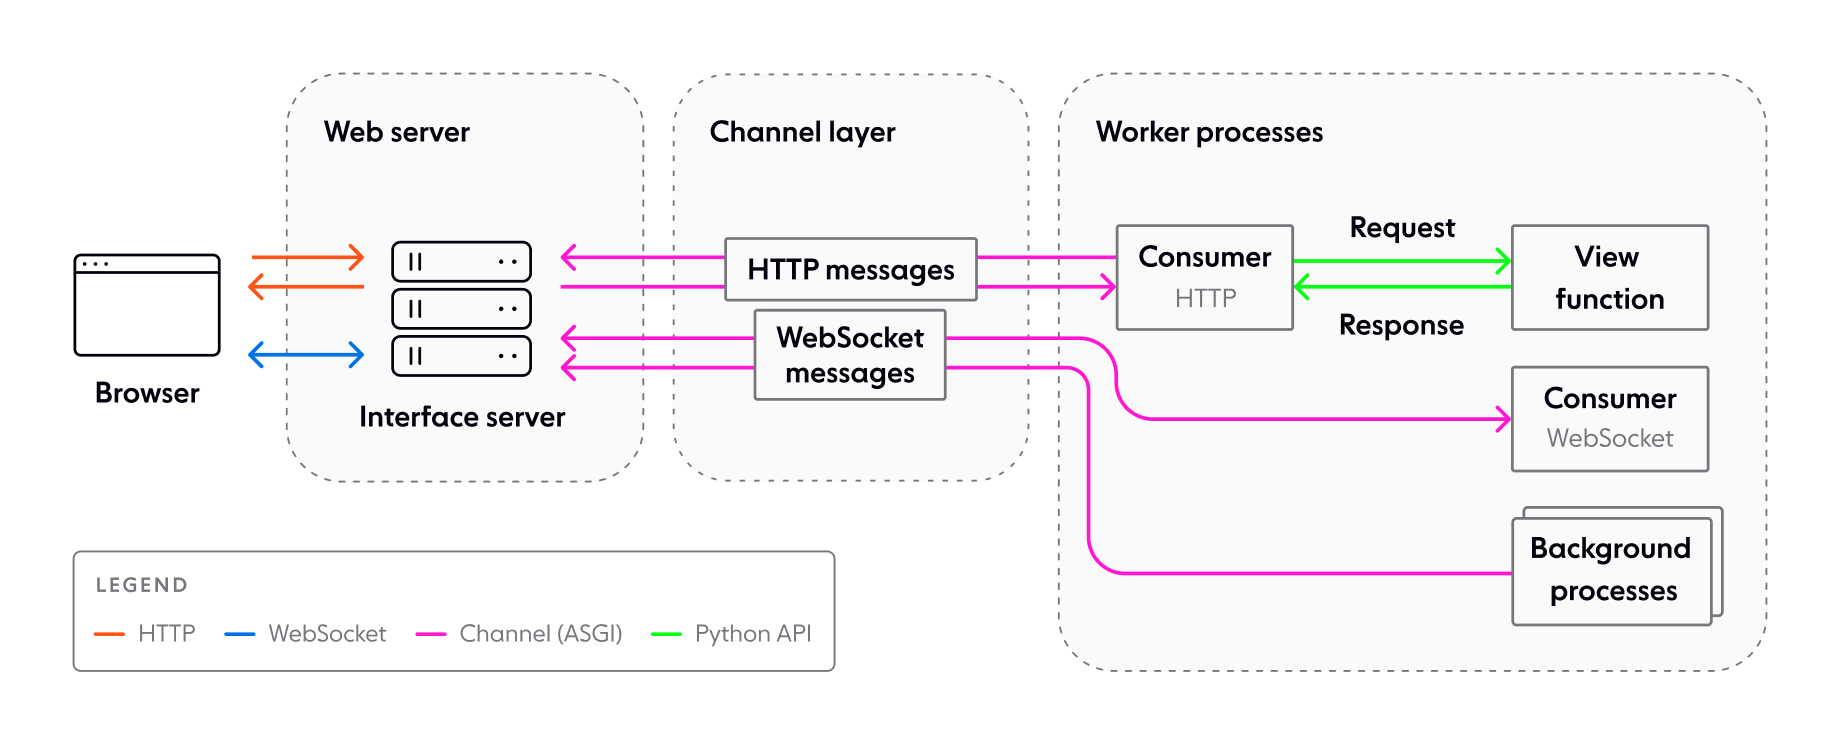 Web server
Channel layer
Worker processes
Browser
Interface server
HTTP messages
WebSocket
messages
Consumer
HTTP
Request
Response
View
function
Consumer
WebSocket
Background
processes
LEGEND
HTTP
WebSocket
Channel (ASGI)
Python API